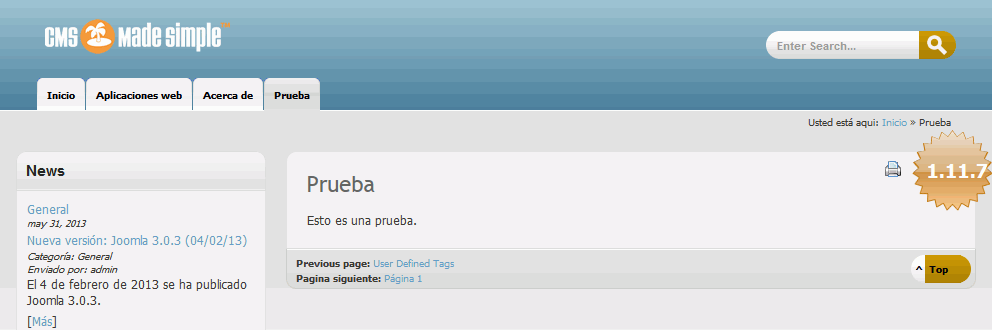 CMS Made Simple
Enter Search...
Inicio
Aplicaciones web
Acerca de
Prueba
Usted está aqui: Inicio » Prueba
News
General
may 31, 2013
Nueva versión: Joomla 3.0.3 (04/02/13)
Categoría: General
Enviado por: admin
El 4 de febrero de 2013 se ha publicado
Joomla 3.0.3.
[Más]
1.11.7
Prueba
Esto es una prueba.
Previous page: User Defined Tags
Pagina siguiente: Página 1
^ Top